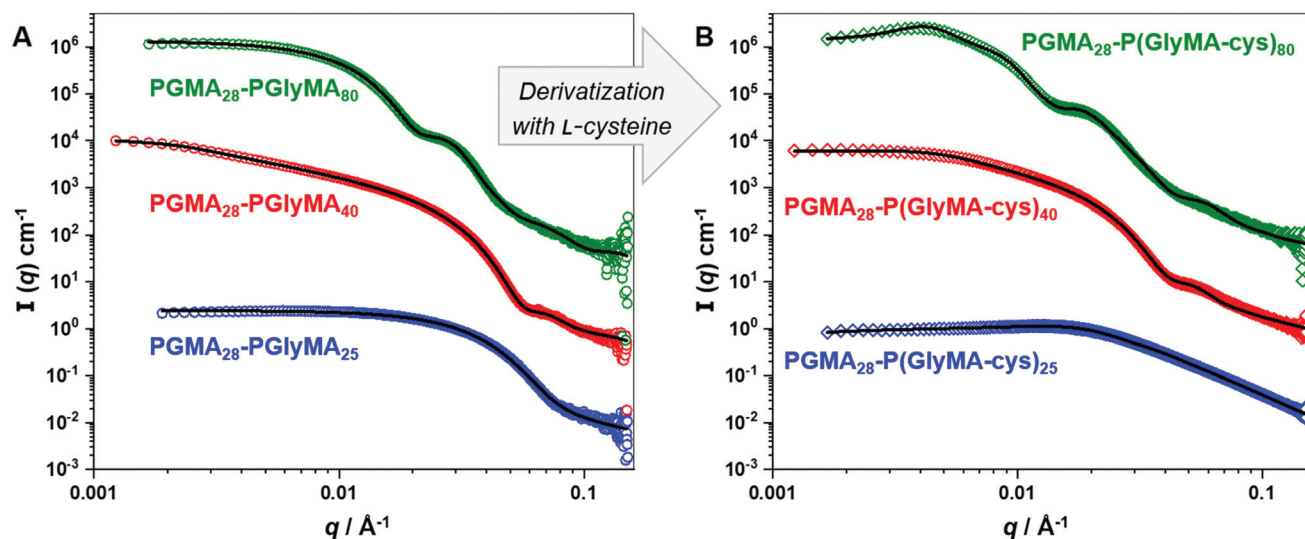 A
10⁶
10⁵
10⁴
10³
10²
10¹
10⁰
10⁻¹
10⁻²
10⁻³
I (q) cm⁻¹
PGMA₂₈-PGlyMA₈₀
PGMA₂₈-PGlyMA₄₀
PGMA₂₈-PGlyMA₂₅
0.001
0.01
0.1
q / Å⁻¹
Derivatization
with L-cysteine
B
10⁶
10⁵
10⁴
10³
10²
10¹
10⁰
10⁻¹
10⁻²
10⁻³
I (q) cm⁻¹
PGMA₂₈-P(GlyMA-cys)₈₀
PGMA₂₈-P(GlyMA-cys)₄₀
PGMA₂₈-P(GlyMA-cys)₂₅
0.001
0.01
0.1
q / Å⁻¹